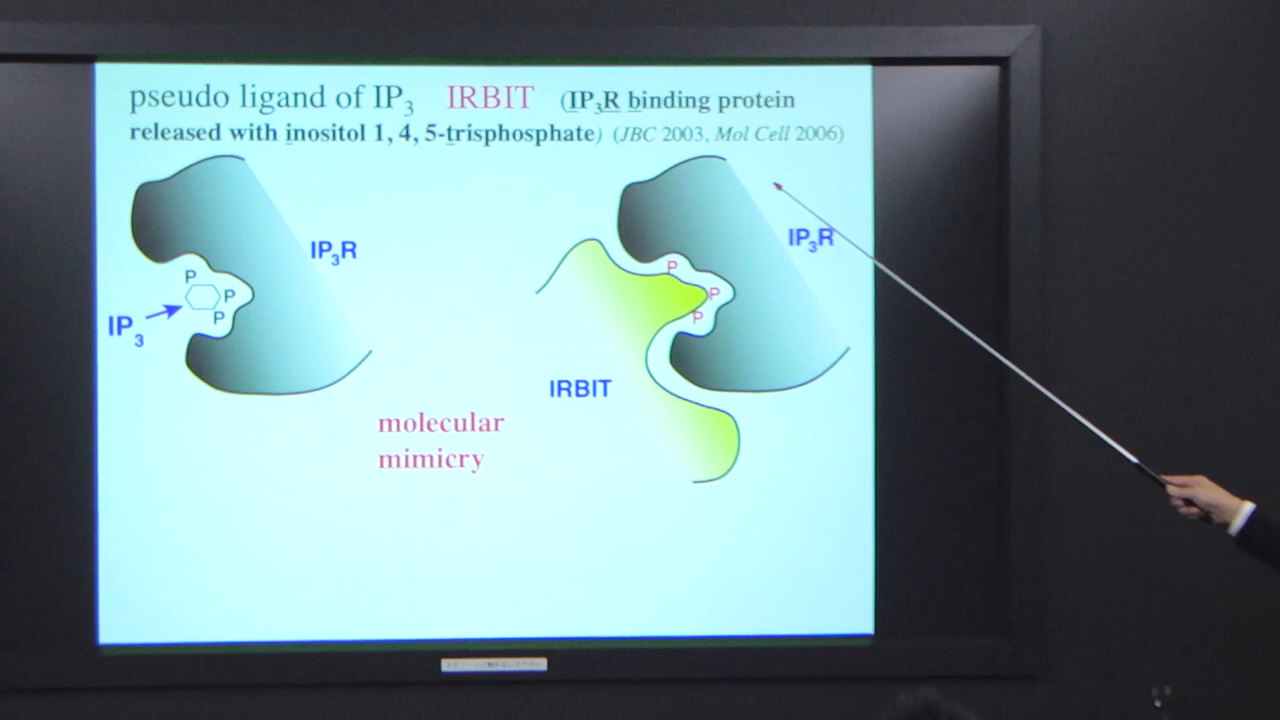 pseudo ligand of IP₃ IRBIT (IP₃R binding protein
released with inositol 1, 4, 5-trisphosphate) (JBC 2003, Mol Cell 2006)
IP₃R
P
P
P
IP₃
IP₃R
P
P
P
IRBIT
molecular
mimicry